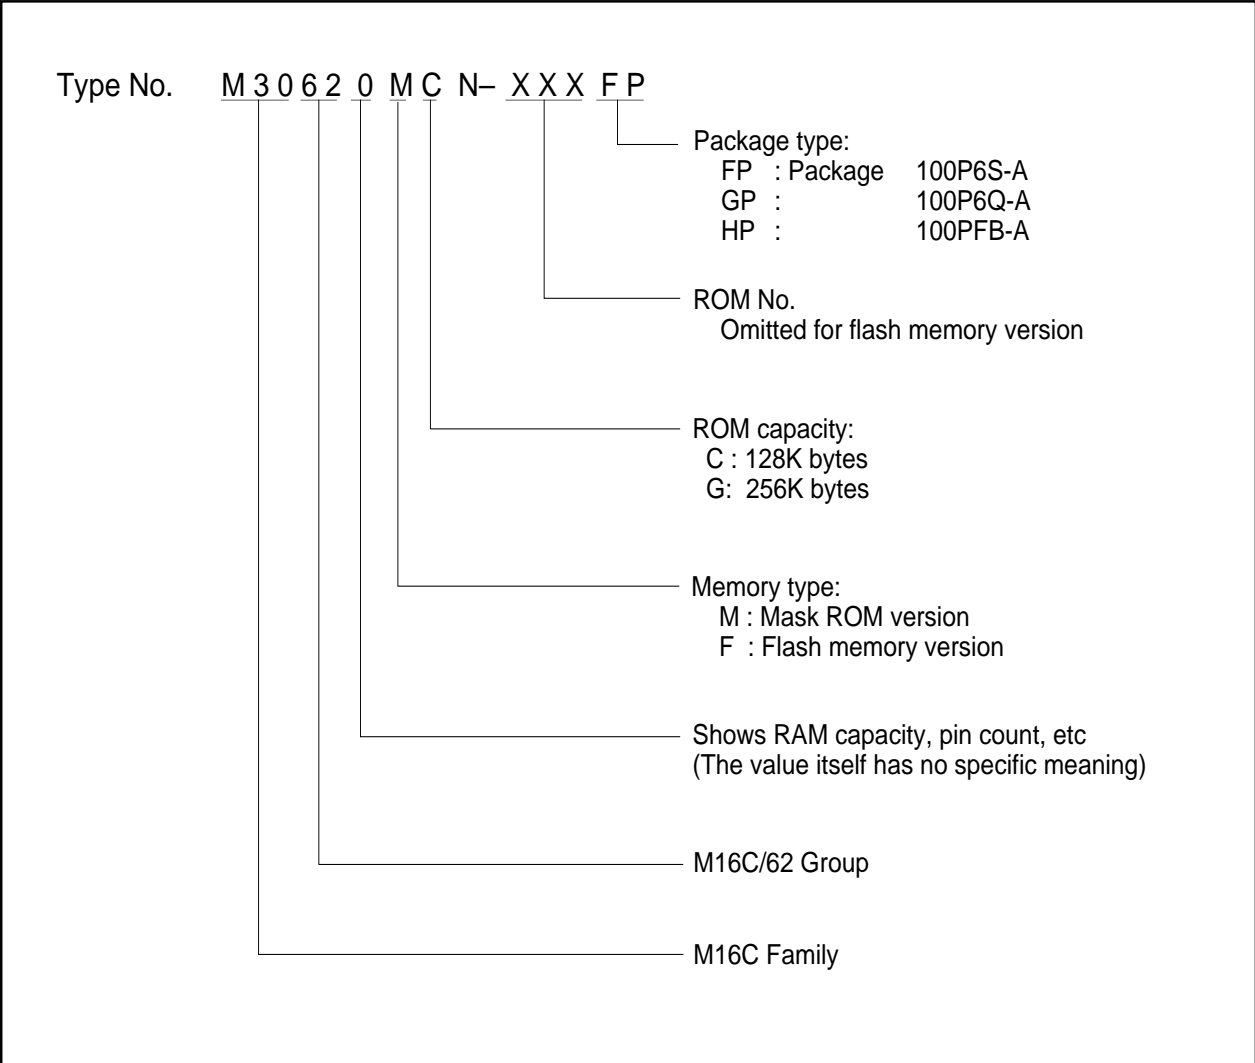 Type No. M 3 0 6 2 0 M C N– X X X F P
Package type:
FP : Package 100P6S-A
GP : 100P6Q-A
HP : 100PFB-A
ROM No.
Omitted for flash memory version
ROM capacity:
C : 128K bytes
G: 256K bytes
Memory type:
M : Mask ROM version
F : Flash memory version
Shows RAM capacity, pin count, etc
(The value itself has no specific meaning)
M16C/62 Group
M16C Family